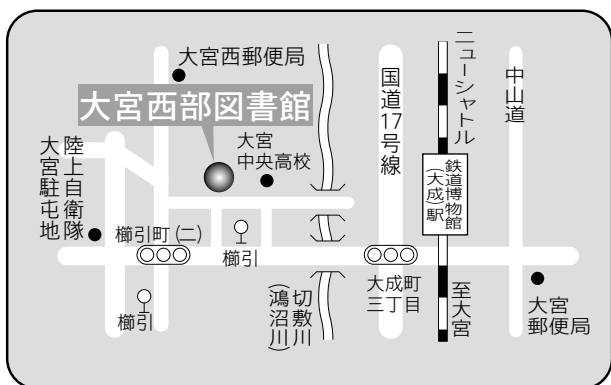 大宮西郵便局
大宮西部図書館
大宮
中央高校
陸上自衛隊
大宮駐屯地
櫛引町(二)
櫛引
櫛引
切敷川
(鴻沼川)
国道17号線
大成町
三丁目
ニューシャトル
鉄道博物館
(大成)駅
至大宮
中山道
大宮
郵便局